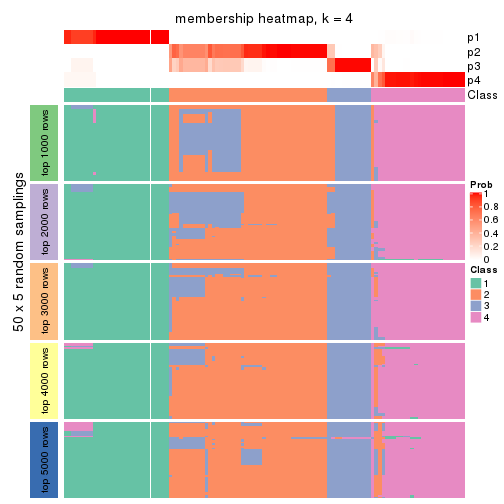 membership heatmap, k = 4
p1
p2
p3
p4
Class
50 x 5 random samplings
top 1000 rows
top 2000 rows
top 3000 rows
top 4000 rows
top 5000 rows
Prob
1
0.8
0.6
0.4
0.2
0
Class
1
2
3
4